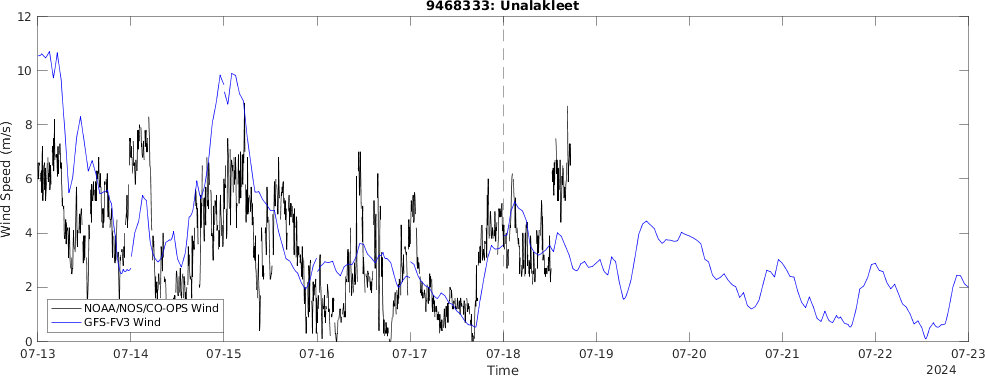 9468333: Unalakleet
12
10
8
6
4
2
0
Wind Speed (m/s)
NOAA/NOS/CO-OPS Wind
GFS-FV3 Wind
07-13 07-14 07-15 07-16 07-17 07-18 07-19 07-20 07-21 07-22 07-23
Time
2024